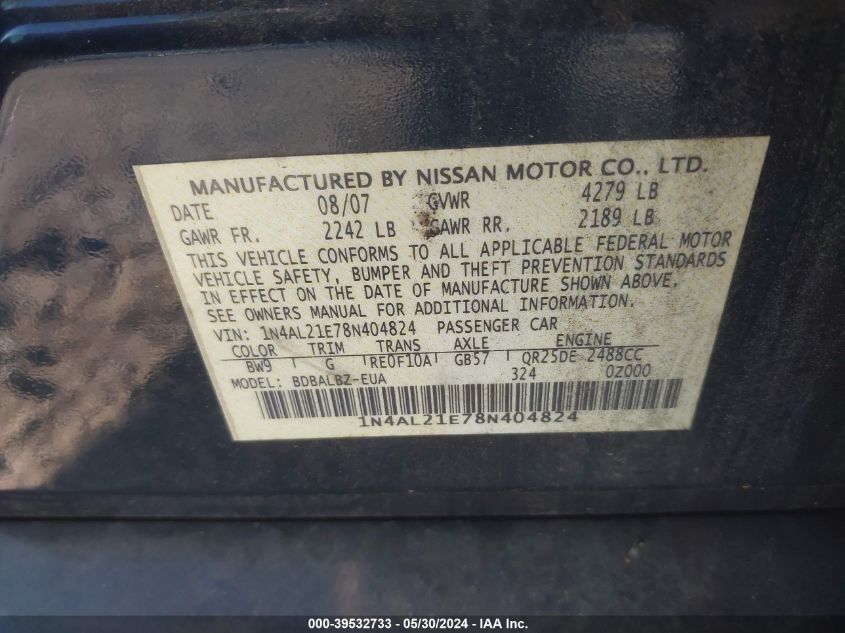 MANUFACTURED BY NISSAN MOTOR CO., LTD.
DATE 08/07 GVWR 4279 LB
GAWR FR. 2242 LB GAWR RR. 2189 LB
THIS VEHICLE CONFORMS TO ALL APPLICABLE FEDERAL MOTOR
VEHICLE SAFETY, BUMPER AND THEFT PREVENTION STANDARDS
IN EFFECT ON THE DATE OF MANUFACTURE SHOWN ABOVE.
SEE OWNERS MANUAL FOR ADDITIONAL INFORMATION.
VIN: 1N4AL21E78N404824 PASSENGER CAR
COLOR TRIM TRANS AXLE ENGINE
BW9 G RE0F10A GB57 QR25DE 2488CC
MODEL: BDBALBZ-EUA 324 0Z000
1N4AL21E78N404824
000-39532733 - 05/30/2024 - IAA Inc.